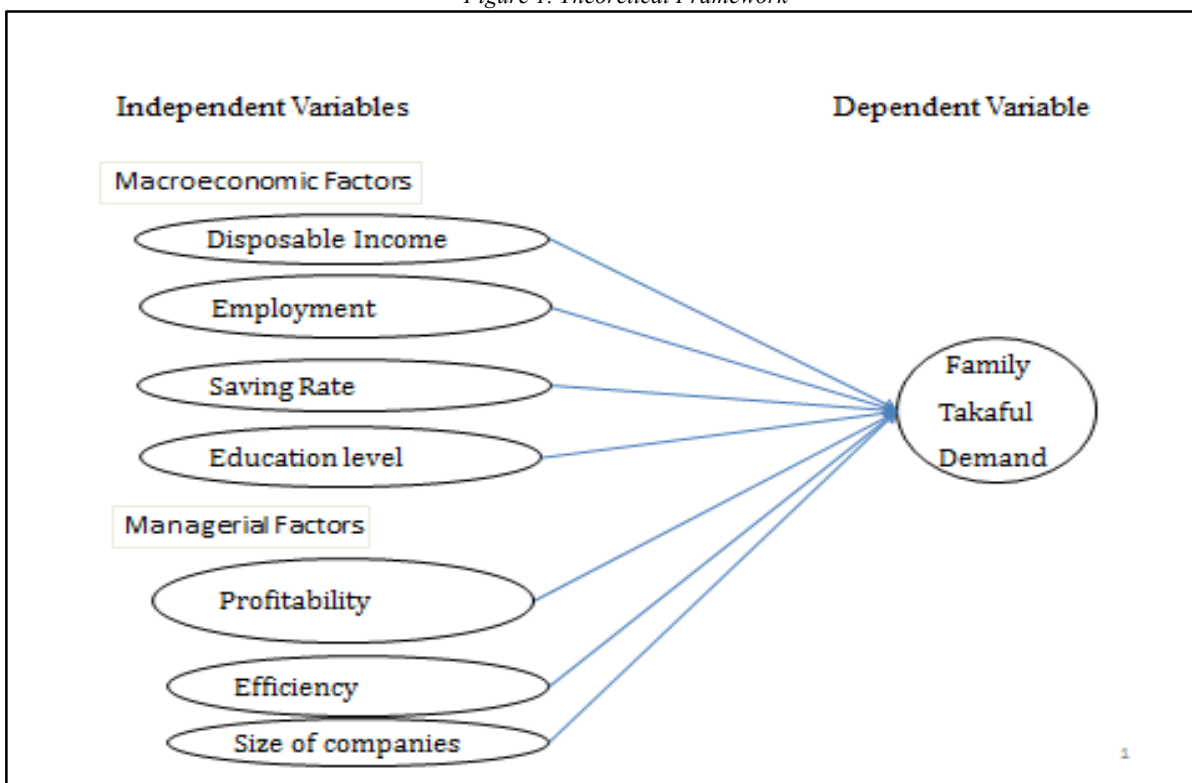 Figure 1. Theoretical Framework
Independent Variables
Dependent Variable
Macroeconomic Factors
Disposable Income
Employment
Saving Rate
Education level
Managerial Factors
Profitability
Efficiency
Size of companies
Family
Takaful
Demand
1